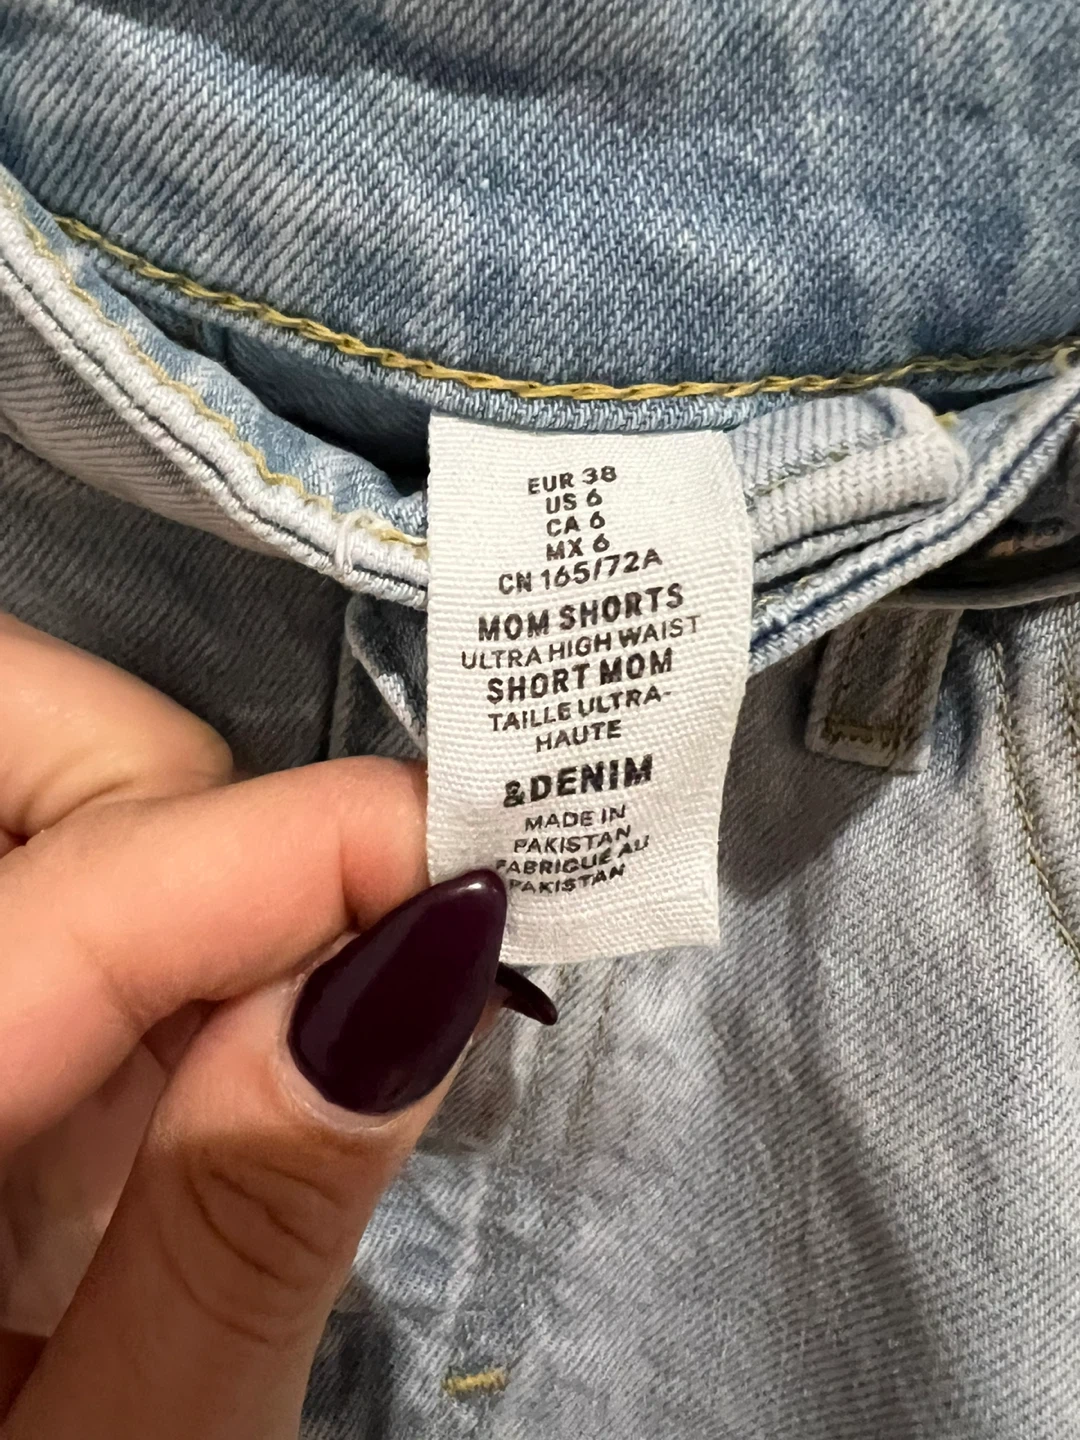 EUR 38
US 6
CA 6
MX 6
CN 165/72A
MOM SHORTS
ULTRA HIGH WAIST
SHORT MOM
TAILLE ULTRA-
HAUTE
&DENIM
MADE IN
PAKISTAN
FABRIQUÉ AU
PAKISTAN